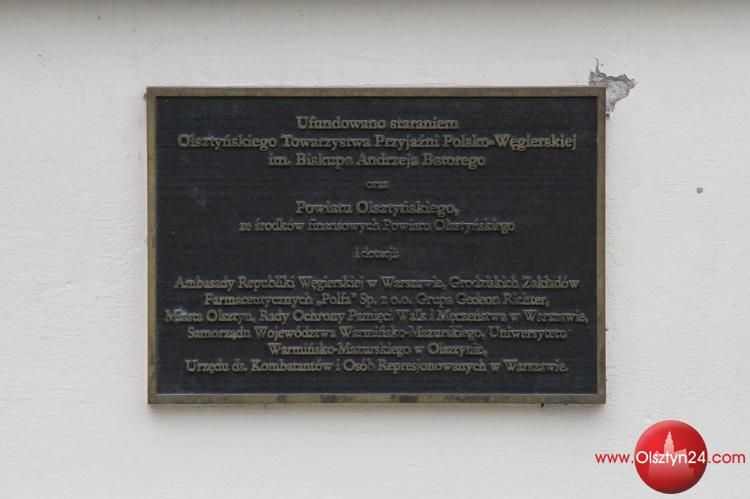 Ufundowano staraniem
Olsztyńskiego Towarzystwa Przyjaźni Polsko-Węgierskiej
im. Biskupa Andrzeja Batorego
oraz
Powiatu Olsztyńskiego,
ze środków finansowych Powiatu Olsztyńskiego
i dotacji:
Ambasady Republiki Węgierskiej w Warszawie, Grodziskich Zakładów
Farmaceutycznych „Polfa" Sp. z o.o. Grupa Gedeon Richter,
Miasta Olsztyn, Rady Ochrony Pamięci Walk i Męczeństwa w Warszawie,
Samorządu Województwa Warmińsko-Mazurskiego, Uniwersytetu
Warmińsko-Mazurskiego w Olsztynie,
Urzędu ds. Kombatantów i Osób Represjonowanych w Warszawie.
www.Olsztyn24.com